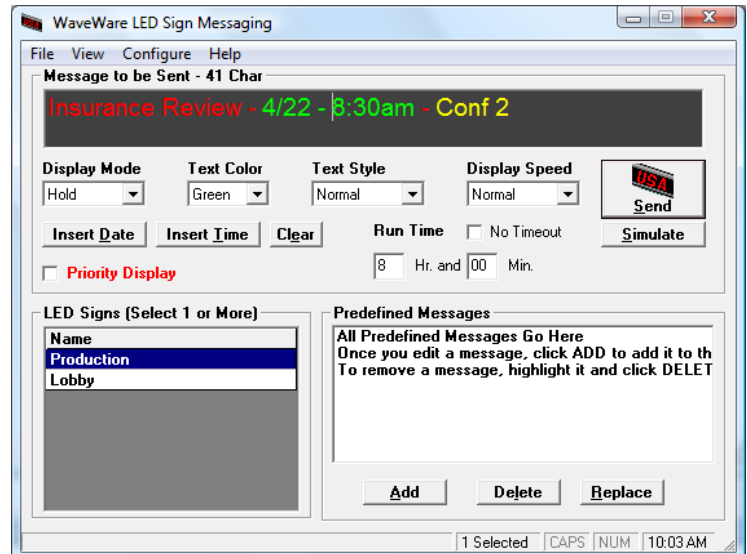 WaveWare LED Sign Messaging
File View Configure Help
Message to be Sent - 41 Char
Insurance Review - 4/22 - 8:30am - Conf 2
Display Mode Text Color Text Style Display Speed
Hold Green Normal Normal
USA
Send
Insert Date Insert Time Clear Run Time No Timeout Simulate
Priority Display 8 Hr. and 00 Min.
LED Signs (Select 1 or More)
Name
Production
Lobby
Predefined Messages
All Predefined Messages Go Here
Once you edit a message, click ADD to add it to th
To remove a message, highlight it and click DELET
Add Delete Replace
1 Selected CAPS NUM 10:03 AM